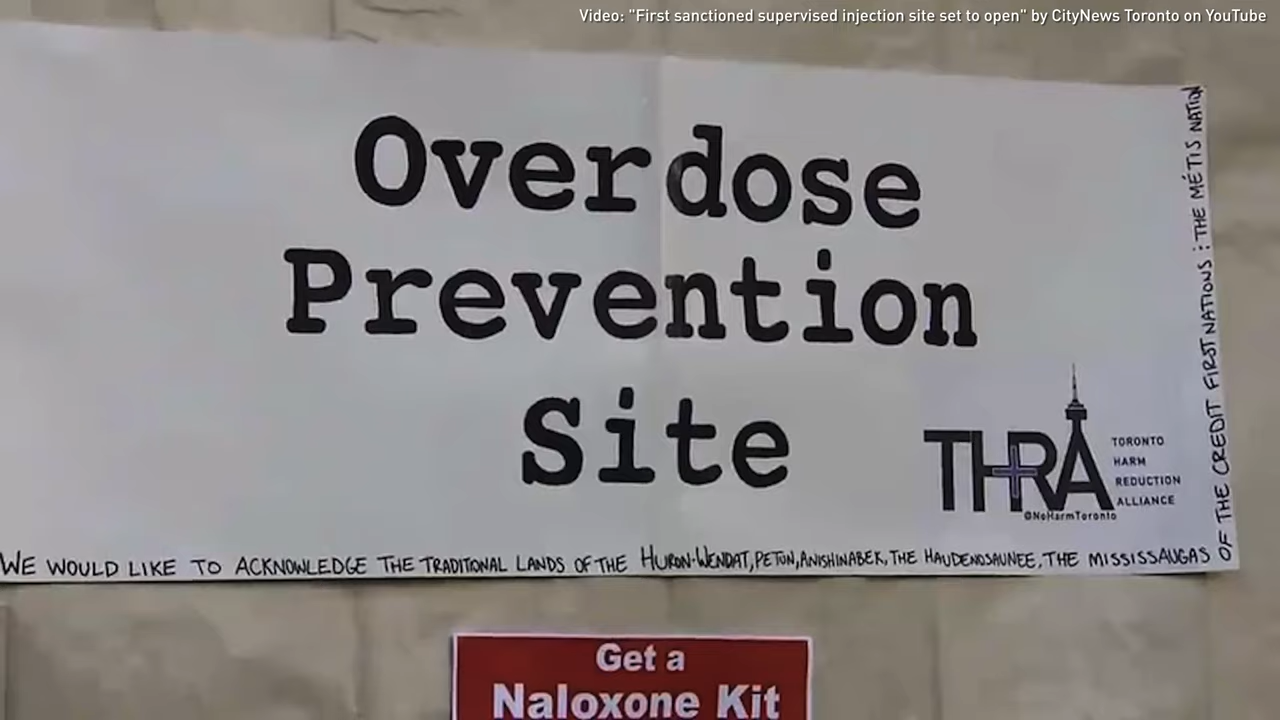 Video: "First sanctioned supervised injection site set to open" by CityNews Toronto on YouTube
Overdose
Prevention
Site
THRA
TORONTO
HARM
REDUCTION
ALLIANCE
@NoHarmToronto
WE WOULD LIKE TO ACKNOWLEDGE THE TRADITIONAL LANDS OF THE HURON-WENDAT, PETUN, ANISHINABEK, THE HAUDENOSAUNEE, THE MISSISSAUGAS
OF THE CREDIT FIRST NATIONS : THE MÉTIS NATION
Get a
Naloxone Kit